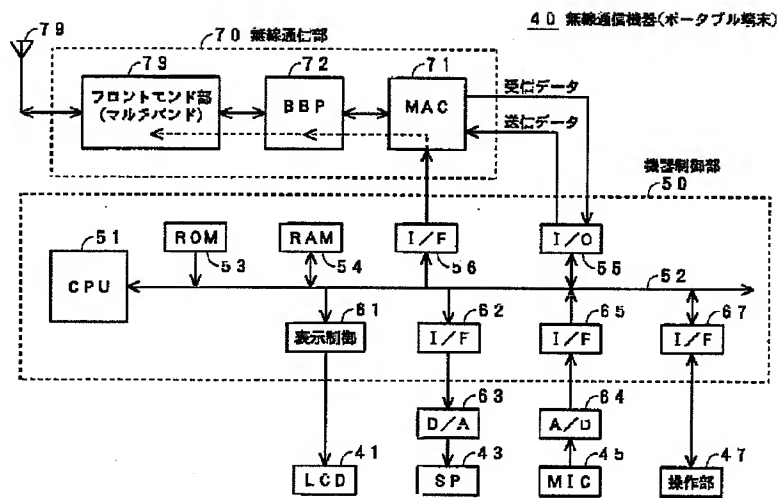 40 無線通信機器(ポータブル端末)
79
70 無線通信部
79
フロントモンド部
(マルチバンド)
72
BBP
71
MAC
受信データ
送信データ
機器制御部
50
51
CPU
ROM
53
RAM
54
I/F
56
I/O
55
52
61
表示制御
62
I/F
65
I/F
67
I/F
63
D/A
64
A/D
41
LCD
43
SP
45
MIC
47
操作部